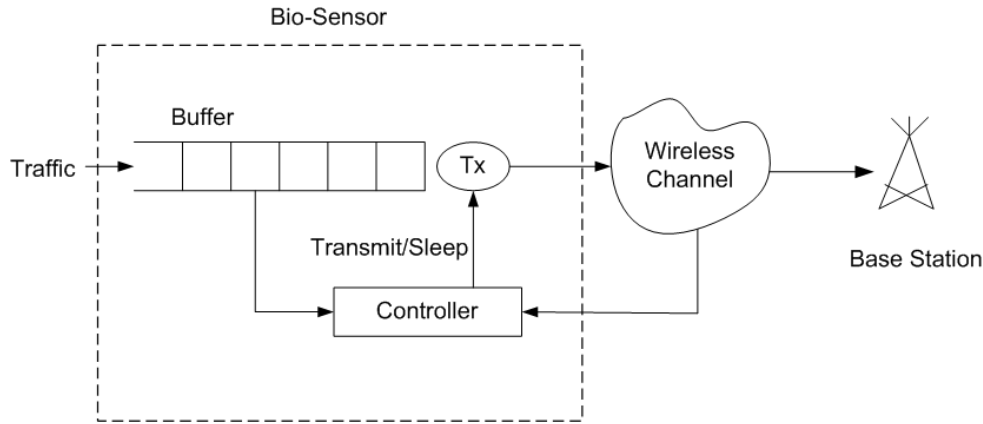 Bio-Sensor
Buffer
Traffic
Tx
Wireless
Channel
Transmit/Sleep
Base Station
Controller